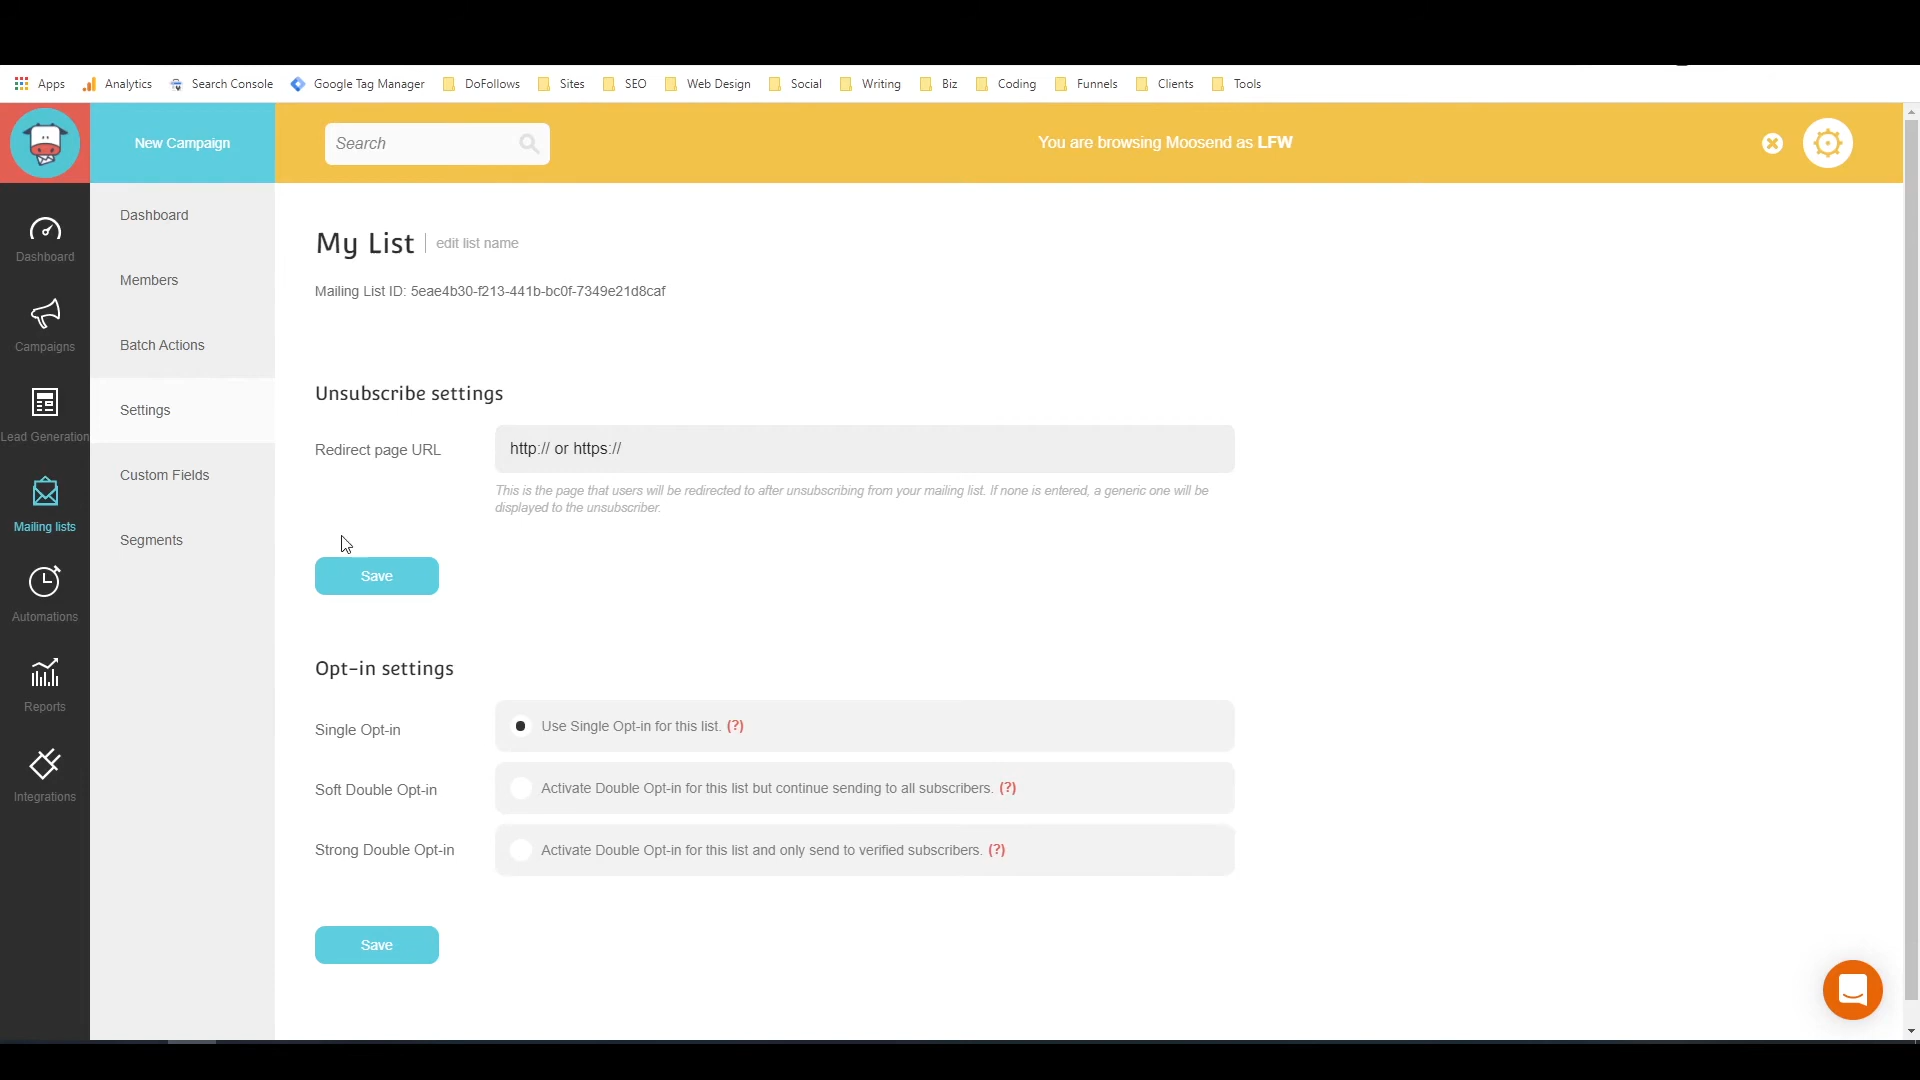 Apps Analytics Search Console Google Tag Manager DoFollows Sites SEO Web Design Social Writing Biz Coding Funnels Clients Tools
New Campaign
Search
You are browsing Moosend as LFW
Dashboard
Campaigns
Lead Generation
Mailing lists
Automations
Reports
Integrations
Dashboard
Members
Batch Actions
Settings
Custom Fields
Segments
My List edit list name
Mailing List ID: 5eae4b30-f213-441b-bc0f-7349e21d8caf
Unsubscribe settings
Redirect page URL http:// or https://
This is the page that users will be redirected to after unsubscribing from your mailing list. If none is entered, a generic one will be
displayed to the unsubscriber.
Save
Opt-in settings
Single Opt-in Use Single Opt-in for this list. (?)
Soft Double Opt-in Activate Double Opt-in for this list but continue sending to all subscribers. (?)
Strong Double Opt-in Activate Double Opt-in for this list and only send to verified subscribers. (?)
Save